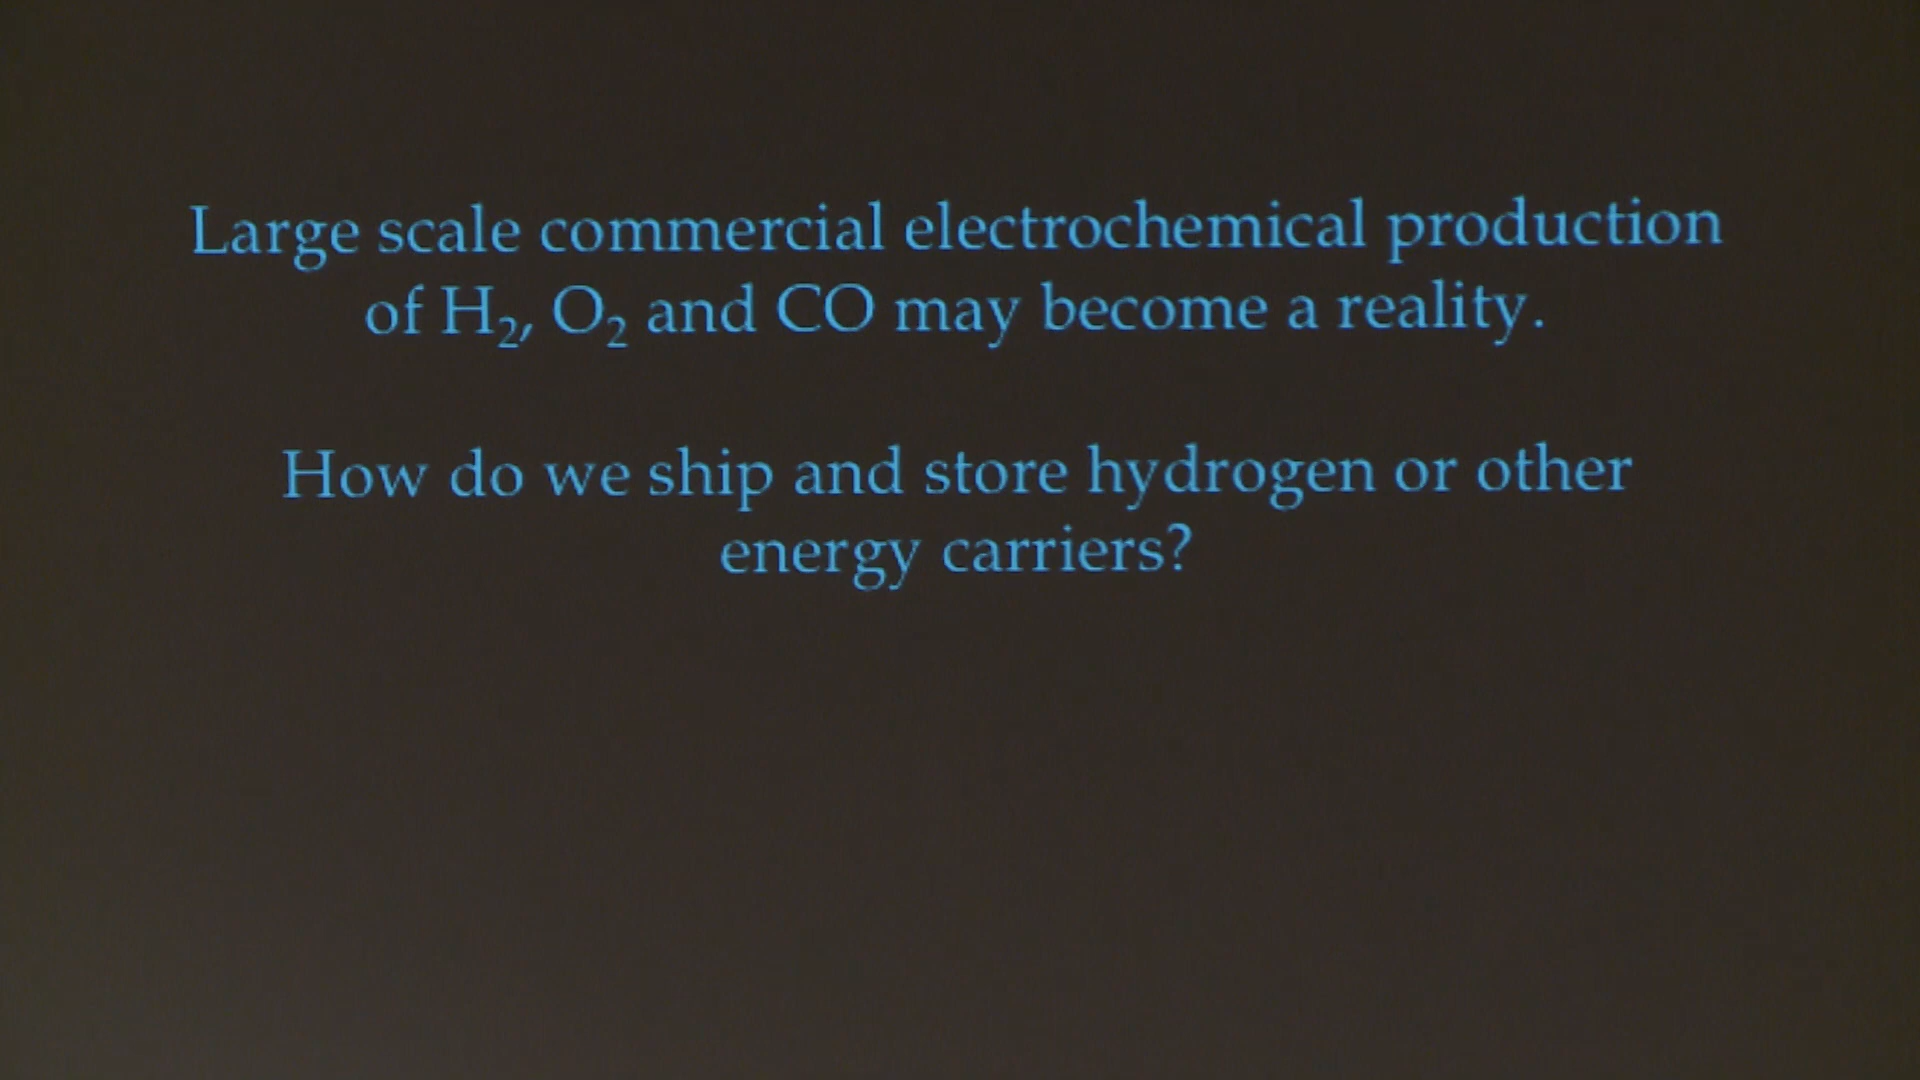 Large scale commercial electrochemical production
of H₂, O₂ and CO may become a reality.
How do we ship and store hydrogen or other
energy carriers?